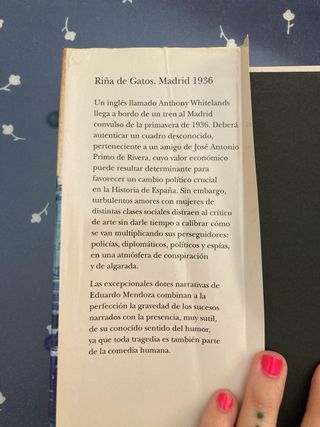 Riña de Gatos. Madrid 1936
Un inglés llamado Anthony Whitelands
llega a bordo de un tren al Madrid
convulso de la primavera de 1936. Deberá
autenticar un cuadro desconocido,
perteneciente a un amigo de José Antonio
Primo de Rivera, cuyo valor económico
puede resultar determinante para
favorecer un cambio político crucial
en la Historia de España. Sin embargo,
turbulentos amores con mujeres de
distintas clases sociales distraen al crítico
de arte sin darle tiempo a calibrar cómo
se van multiplicando sus perseguidores:
policías, diplomáticos, políticos y espías,
en una atmósfera de conspiración
y de algarada.
Las excepcionales dotes narrativas de
Eduardo Mendoza combinan a la
perfección la gravedad de los sucesos
narrados con la presencia, muy sutil,
de su conocido sentido del humor,
ya que toda tragedia es también parte
de la comedia humana.